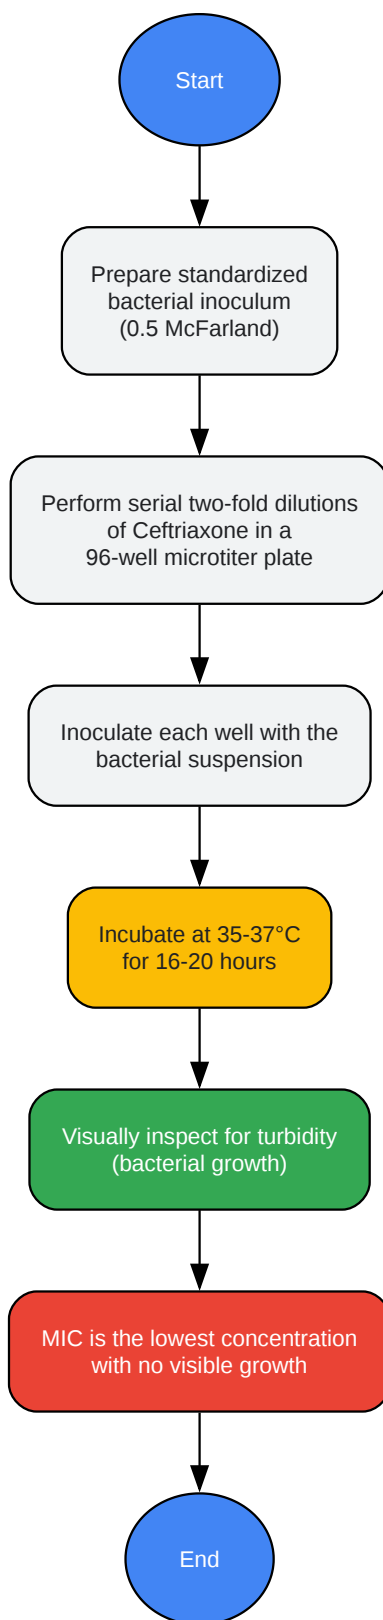 Start
Prepare standardized
bacterial inoculum
(0.5 McFarland)
Perform serial two-fold dilutions
of Ceftriaxone in a
96-well microtiter plate
Inoculate each well with the
bacterial suspension
Incubate at 35-37°C
for 16-20 hours
Visually inspect for turbidity
(bacterial growth)
MIC is the lowest concentration
with no visible growth
End